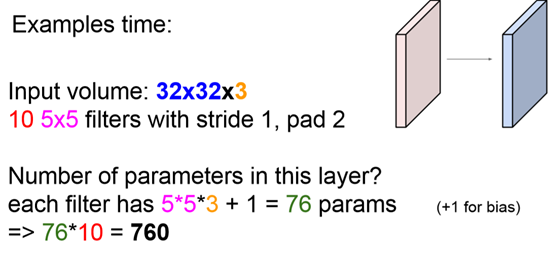 Examples time:
Input volume: 32x32x3
10 5x5 filters with stride 1, pad 2
Number of parameters in this layer?
each filter has 5*5*3 + 1 = 76 params (+1 for bias)
=> 76*10 = 760